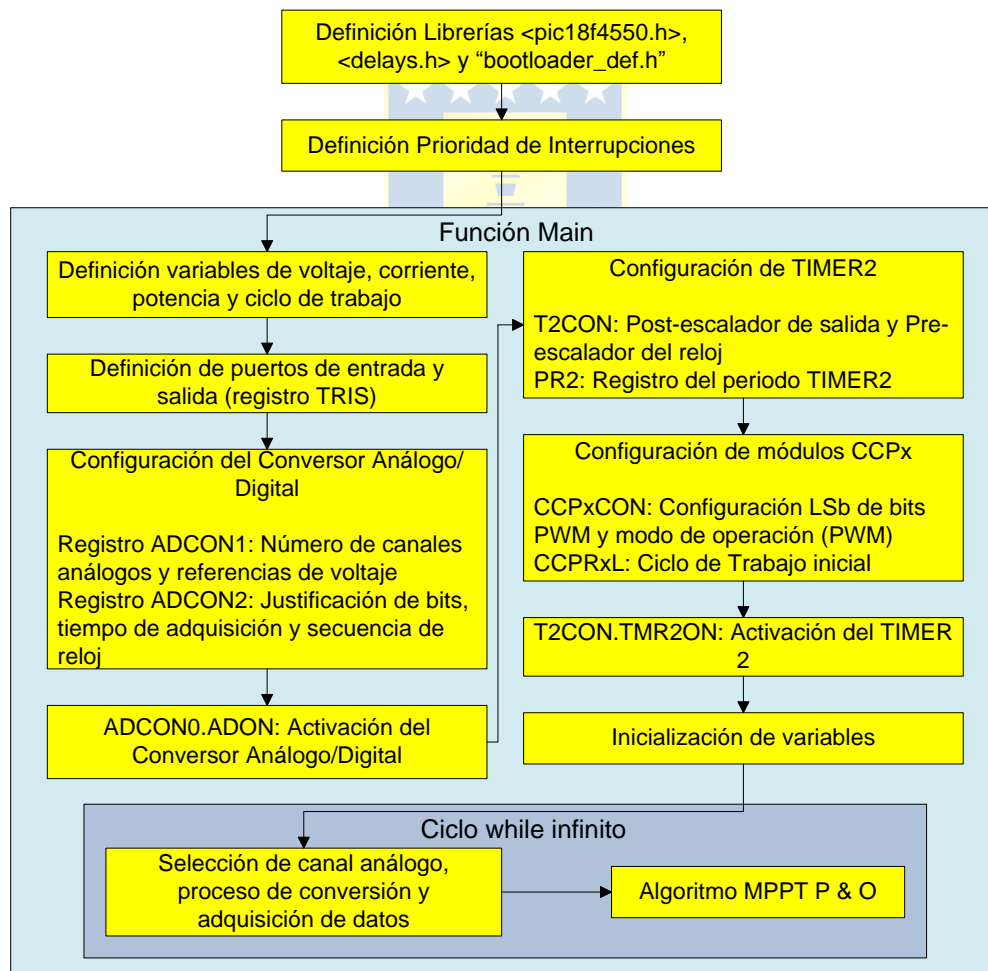 Definición Librerías <pic18f4550.h>,
<delays.h> y “bootloader_def.h”
Definición Prioridad de Interrupciones
Función Main
Definición variables de voltaje, corriente,
potencia y ciclo de trabajo
Definición de puertos de entrada y
salida (registro TRIS)
Configuración del Conversor Análogo/
Digital
Registro ADCON1: Número de canales
análogos y referencias de voltaje
Registro ADCON2: Justificación de bits,
tiempo de adquisición y secuencia de
reloj
ADCON0.ADON: Activación del
Conversor Análogo/Digital
Configuración de TIMER2
T2CON: Post-escalador de salida y Pre-
escalador del reloj
PR2: Registro del periodo TIMER2
Configuración de módulos CCPx
CCPxCON: Configuración LSb de bits
PWM y modo de operación (PWM)
CCPRxL: Ciclo de Trabajo inicial
T2CON.TMR2ON: Activación del TIMER
2
Inicialización de variables
Ciclo while infinito
Selección de canal análogo,
proceso de conversión y
adquisición de datos
Algoritmo MPPT P & O